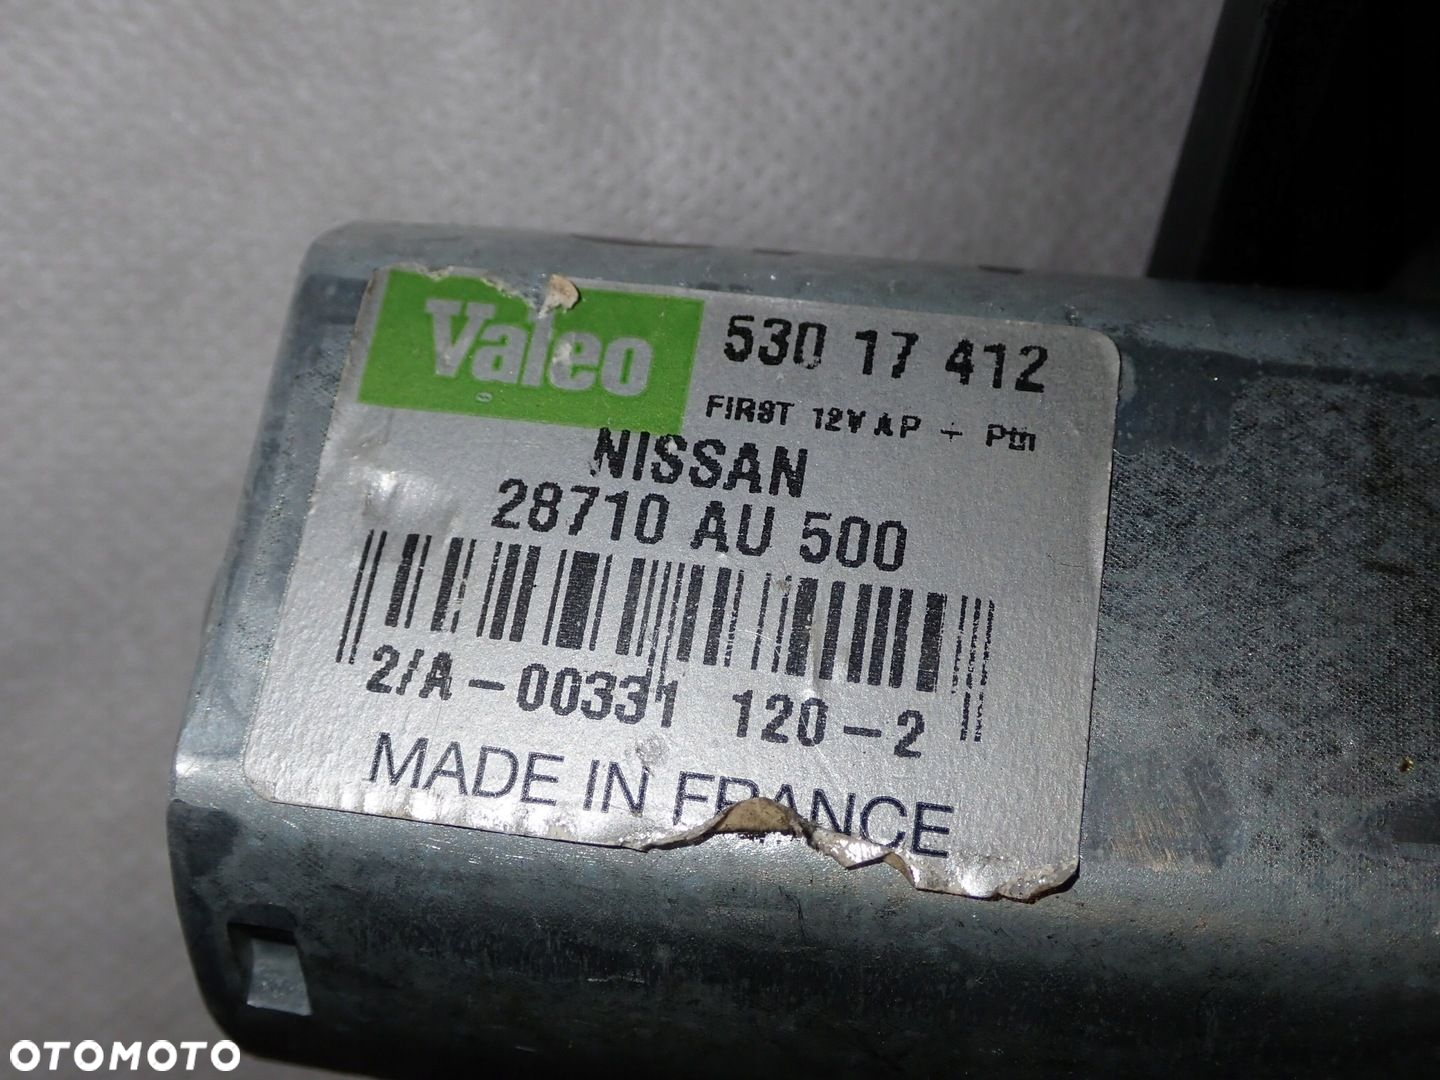 Valeo
530 17 412
FIRST 12V AP + Pm
NISSAN
28710 AU 500
2/A-00331 120-2
MADE IN FRANCE
OTOMOTO